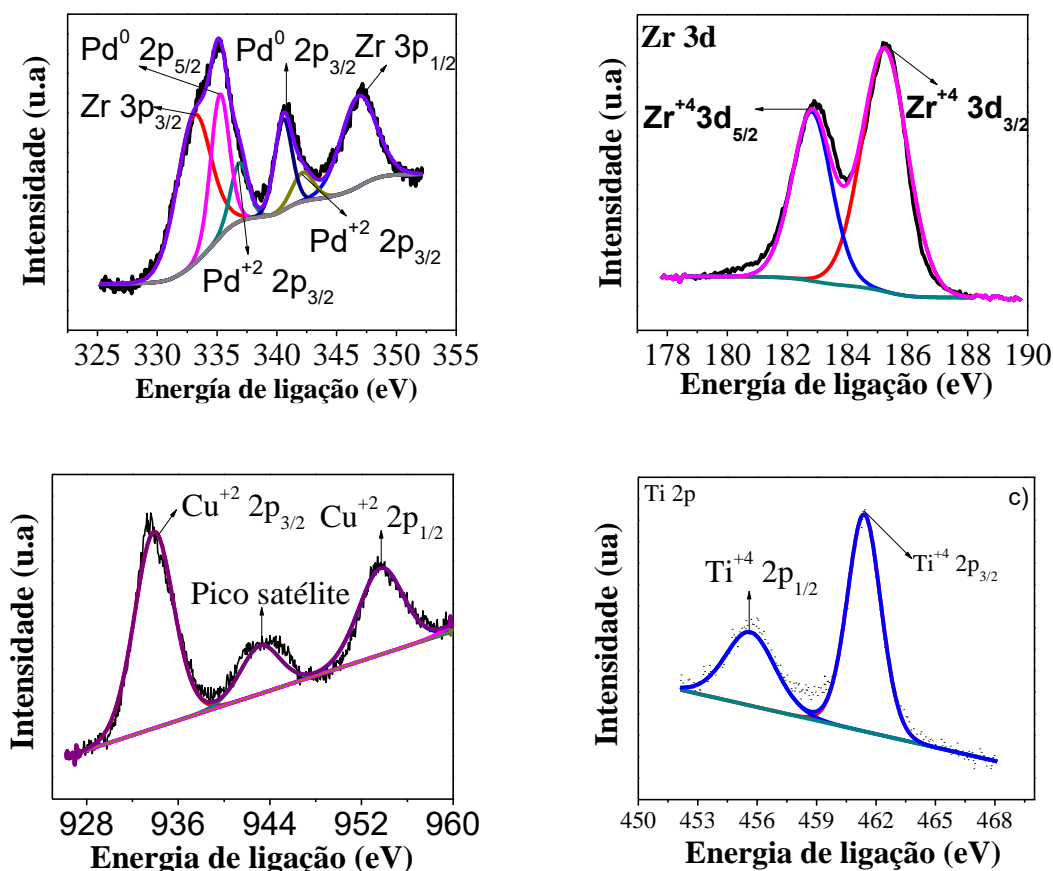 Pd⁰ 2p₅/₂
Pd⁰ 2p₃/₂
Zr 3p₁/₂
Zr 3p₃/₂
Pd⁺² 2p₃/₂
Pd⁺² 2p₃/₂
Intensidade (u.a)
325 330 335 340 345 350 355
Energía de ligação (eV)
Zr 3d
Zr⁺⁴ 3d₅/₂
Zr⁺⁴ 3d₃/₂
Intensidade (u.a)
178 180 182 184 186 188 190
Energía de ligação (eV)
Cu⁺² 2p₃/₂
Cu⁺² 2p₁/₂
Pico satélite
Intensidade (u.a)
928 936 944 952 960
Energia de ligação (eV)
Ti 2p
c)
Ti⁺⁴ 2p₁/₂
Ti⁺⁴ 2p₃/₂
Intensidade (ua)
450 453 456 459 462 465 468
Energia de ligação (eV)